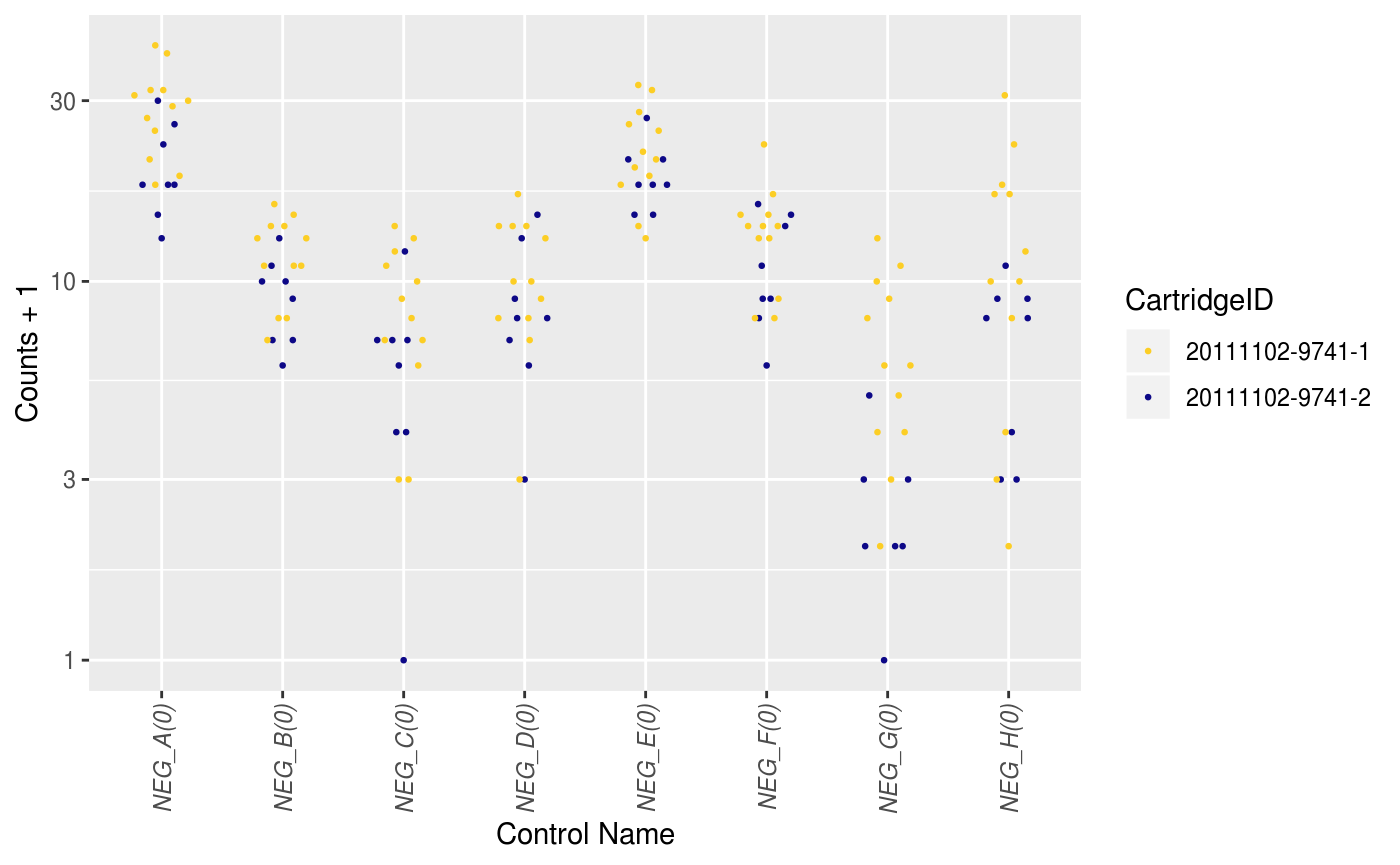 30
10
3
1
Counts + 1
NEG_A(0)
NEG_B(0)
NEG_C(0)
NEG_D(0)
NEG_E(0)
NEG_F(0)
NEG_G(0)
NEG_H(0)
Control Name
CartridgeID
20111102-9741-1
20111102-9741-2